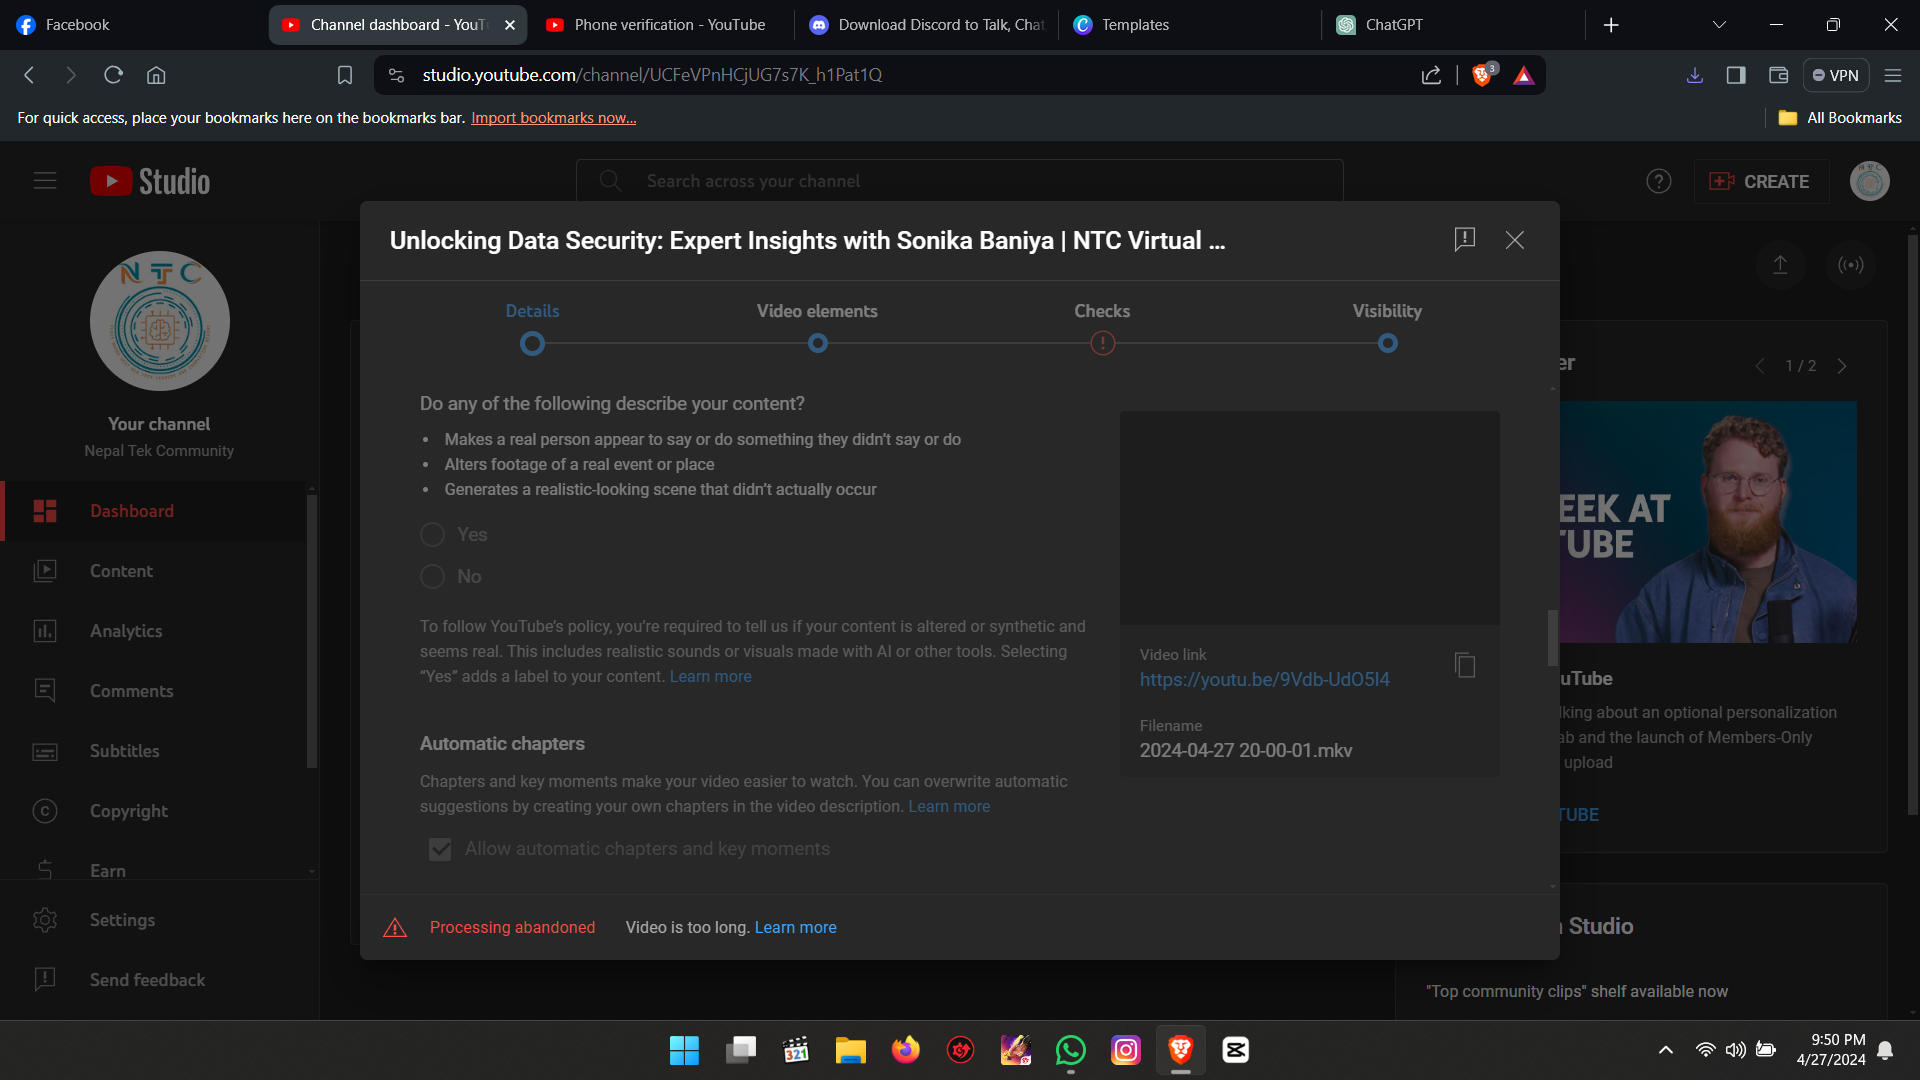 Facebook
Channel dashboard - YouT
Phone verification - YouTube
Download Discord to Talk, Chat
Templates
ChatGPT
studio.youtube.com/channel/UCFeVPnHCjUG7s7K_h1Pat1Q
3
VPN
For quick access, place your bookmarks here on the bookmarks bar. Import bookmarks now...
All Bookmarks
Studio
Search across your channel
CREATE
NTC
Your channel
Nepal Tek Community
Dashboard
Content
Analytics
Comments
Subtitles
Copyright
Earn
Settings
Send feedback
Unlocking Data Security: Expert Insights with Sonika Baniya | NTC Virtual ...
Details
Video elements
Checks
Visibility
Do any of the following describe your content?
• Makes a real person appear to say or do something they didn't say or do
• Alters footage of a real event or place
• Generates a realistic-looking scene that didn't actually occur
Yes
No
To follow YouTube's policy, you're required to tell us if your content is altered or synthetic and
seems real. This includes realistic sounds or visuals made with AI or other tools. Selecting
“Yes” adds a label to your content. Learn more
Automatic chapters
Chapters and key moments make your video easier to watch. You can overwrite automatic
suggestions by creating your own chapters in the video description. Learn more
Allow automatic chapters and key moments
Video link
https://youtu.be/9Vdb-UdO5I4
Filename
2024-04-27 20-00-01.mkv
Processing abandoned
Video is too long. Learn more
er
1 / 2
EEK AT
TUBE
uTube
lking about an optional personalization
ab and the launch of Members-Only
upload
TUBE
Studio
"Top community clips" shelf available now
321
9:50 PM
4/27/2024